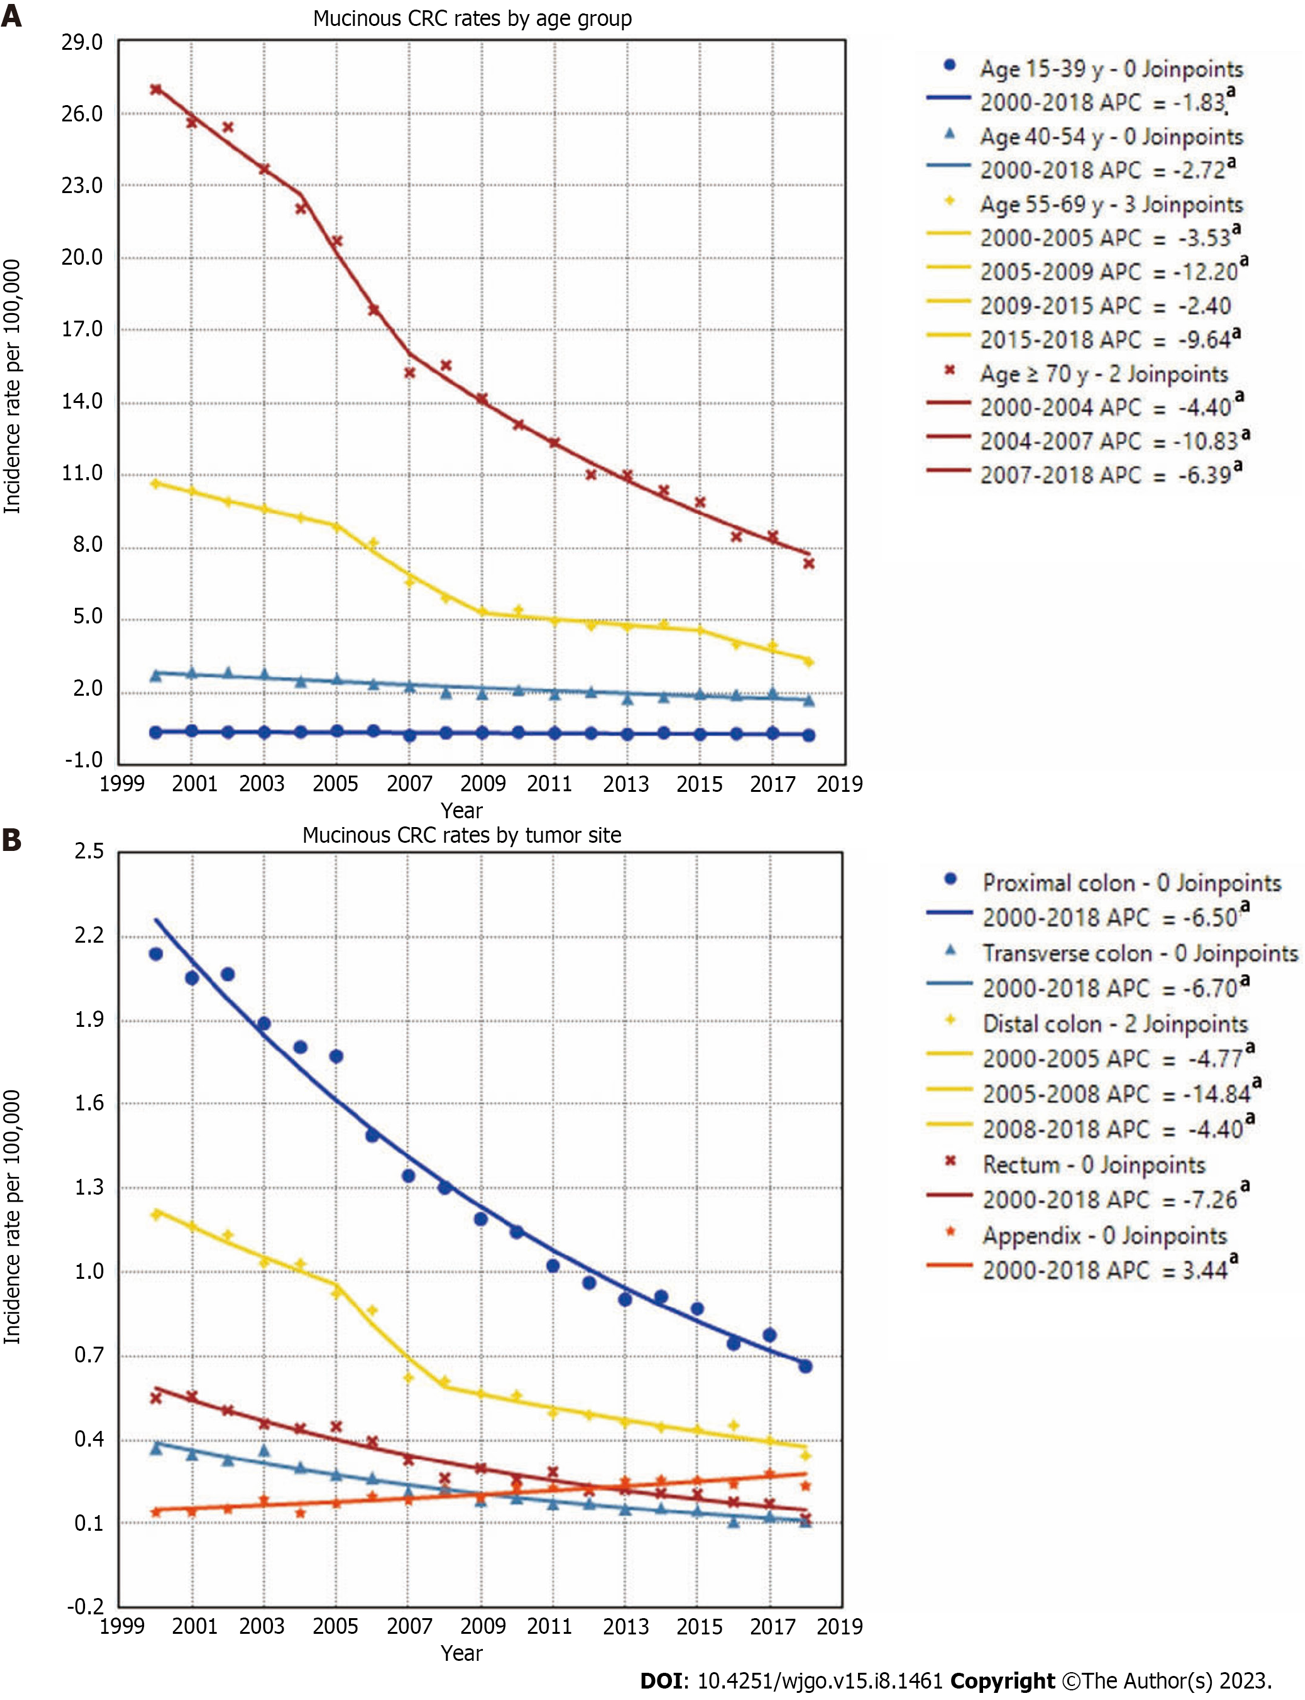 A
Mucinous CRC rates by age group
29.0
26.0
23.0
20.0
17.0
14.0
11.0
8.0
5.0
2.0
-1.0
Incidence rate per 100,000
1999 2001 2003 2005 2007 2009 2011 2013 2015 2017 2019
Year
Age 15-39 y - 0 Joinpoints
2000-2018 APC = -1.83a
Age 40-54 y - 0 Joinpoints
2000-2018 APC = -2.72a
Age 55-69 y - 3 Joinpoints
2000-2005 APC = -3.53a
2005-2009 APC = -12.20a
2009-2015 APC = -2.40
2015-2018 APC = -9.64a
Age ≥ 70 y - 2 Joinpoints
2000-2004 APC = -4.40a
2004-2007 APC = -10.83a
2007-2018 APC = -6.39a
B
Mucinous CRC rates by tumor site
2.5
2.2
1.9
1.6
1.3
1.0
0.7
0.4
0.1
-0.2
Incidence rate per 100,000
1999 2001 2003 2005 2007 2009 2011 2013 2015 2017 2019
Year
Proximal colon - 0 Joinpoints
2000-2018 APC = -6.50a
Transverse colon - 0 Joinpoints
2000-2018 APC = -6.70a
Distal colon - 2 Joinpoints
2000-2005 APC = -4.77a
2005-2008 APC = -14.84a
2008-2018 APC = -4.40a
Rectum - 0 Joinpoints
2000-2018 APC = -7.26a
Appendix - 0 Joinpoints
2000-2018 APC = 3.44a
DOI: 10.4251/wjgo.v15.i8.1461 Copyright ©The Author(s) 2023.